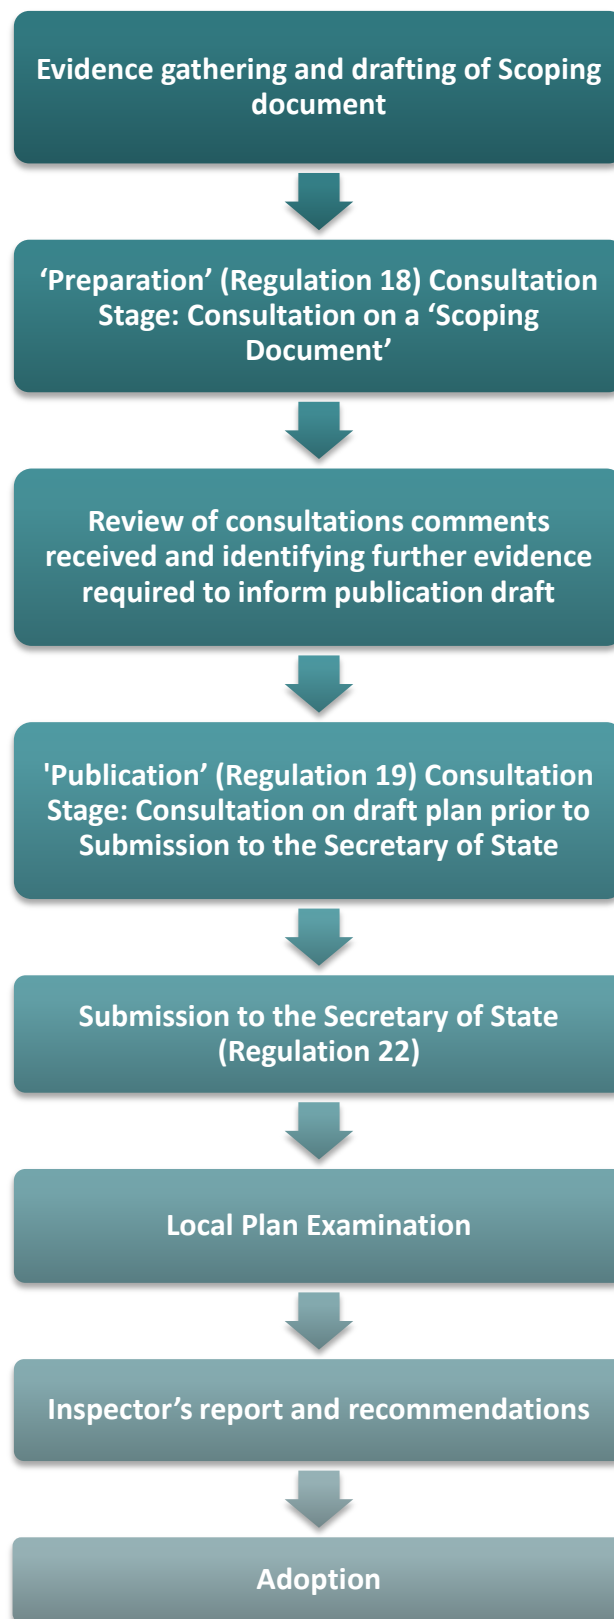 Evidence gathering and drafting of Scoping
document
‘Preparation’ (Regulation 18) Consultation
Stage: Consultation on a ‘Scoping
Document’
Review of consultations comments
received and identifying further evidence
required to inform publication draft
'Publication’ (Regulation 19) Consultation
Stage: Consultation on draft plan prior to
Submission to the Secretary of State
Submission to the Secretary of State
(Regulation 22)
Local Plan Examination
Inspector’s report and recommendations
Adoption